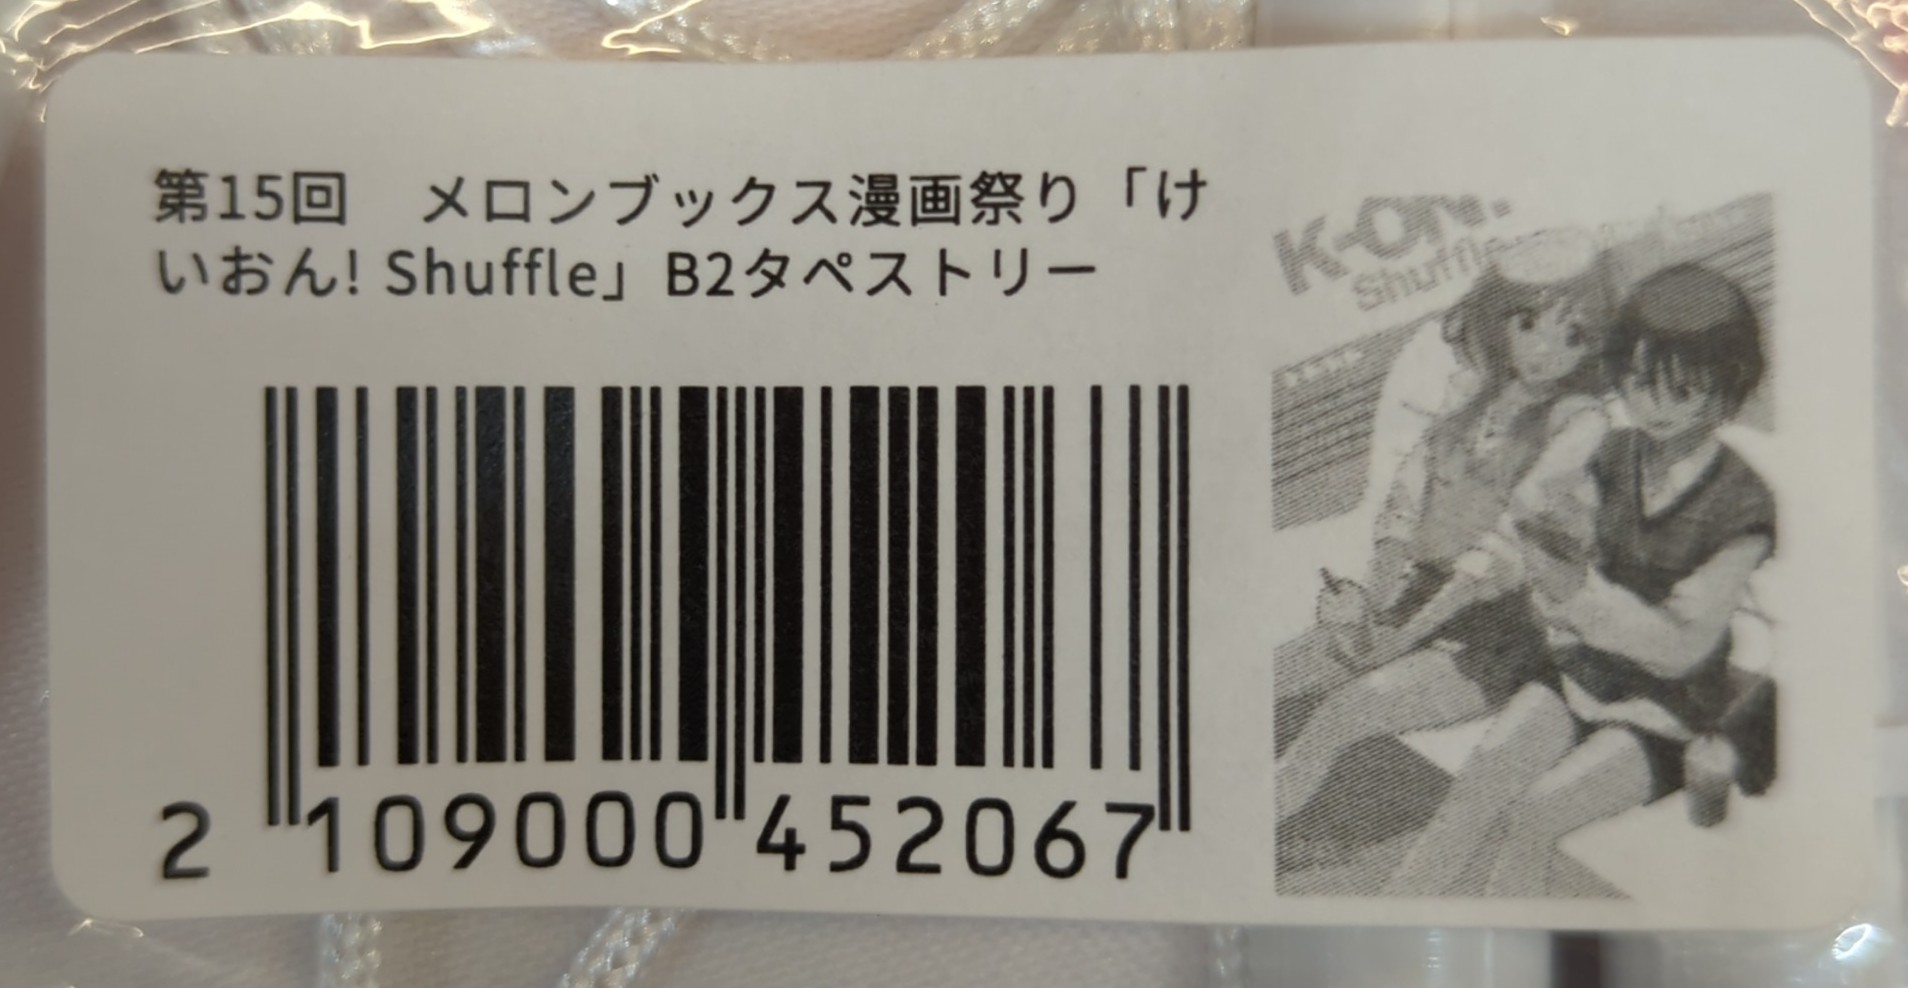 第15回　メロンブックス漫画祭り「け
いおん! Shuffle」B2タペストリー
K-ON!
Shuffle
2 109000 452067